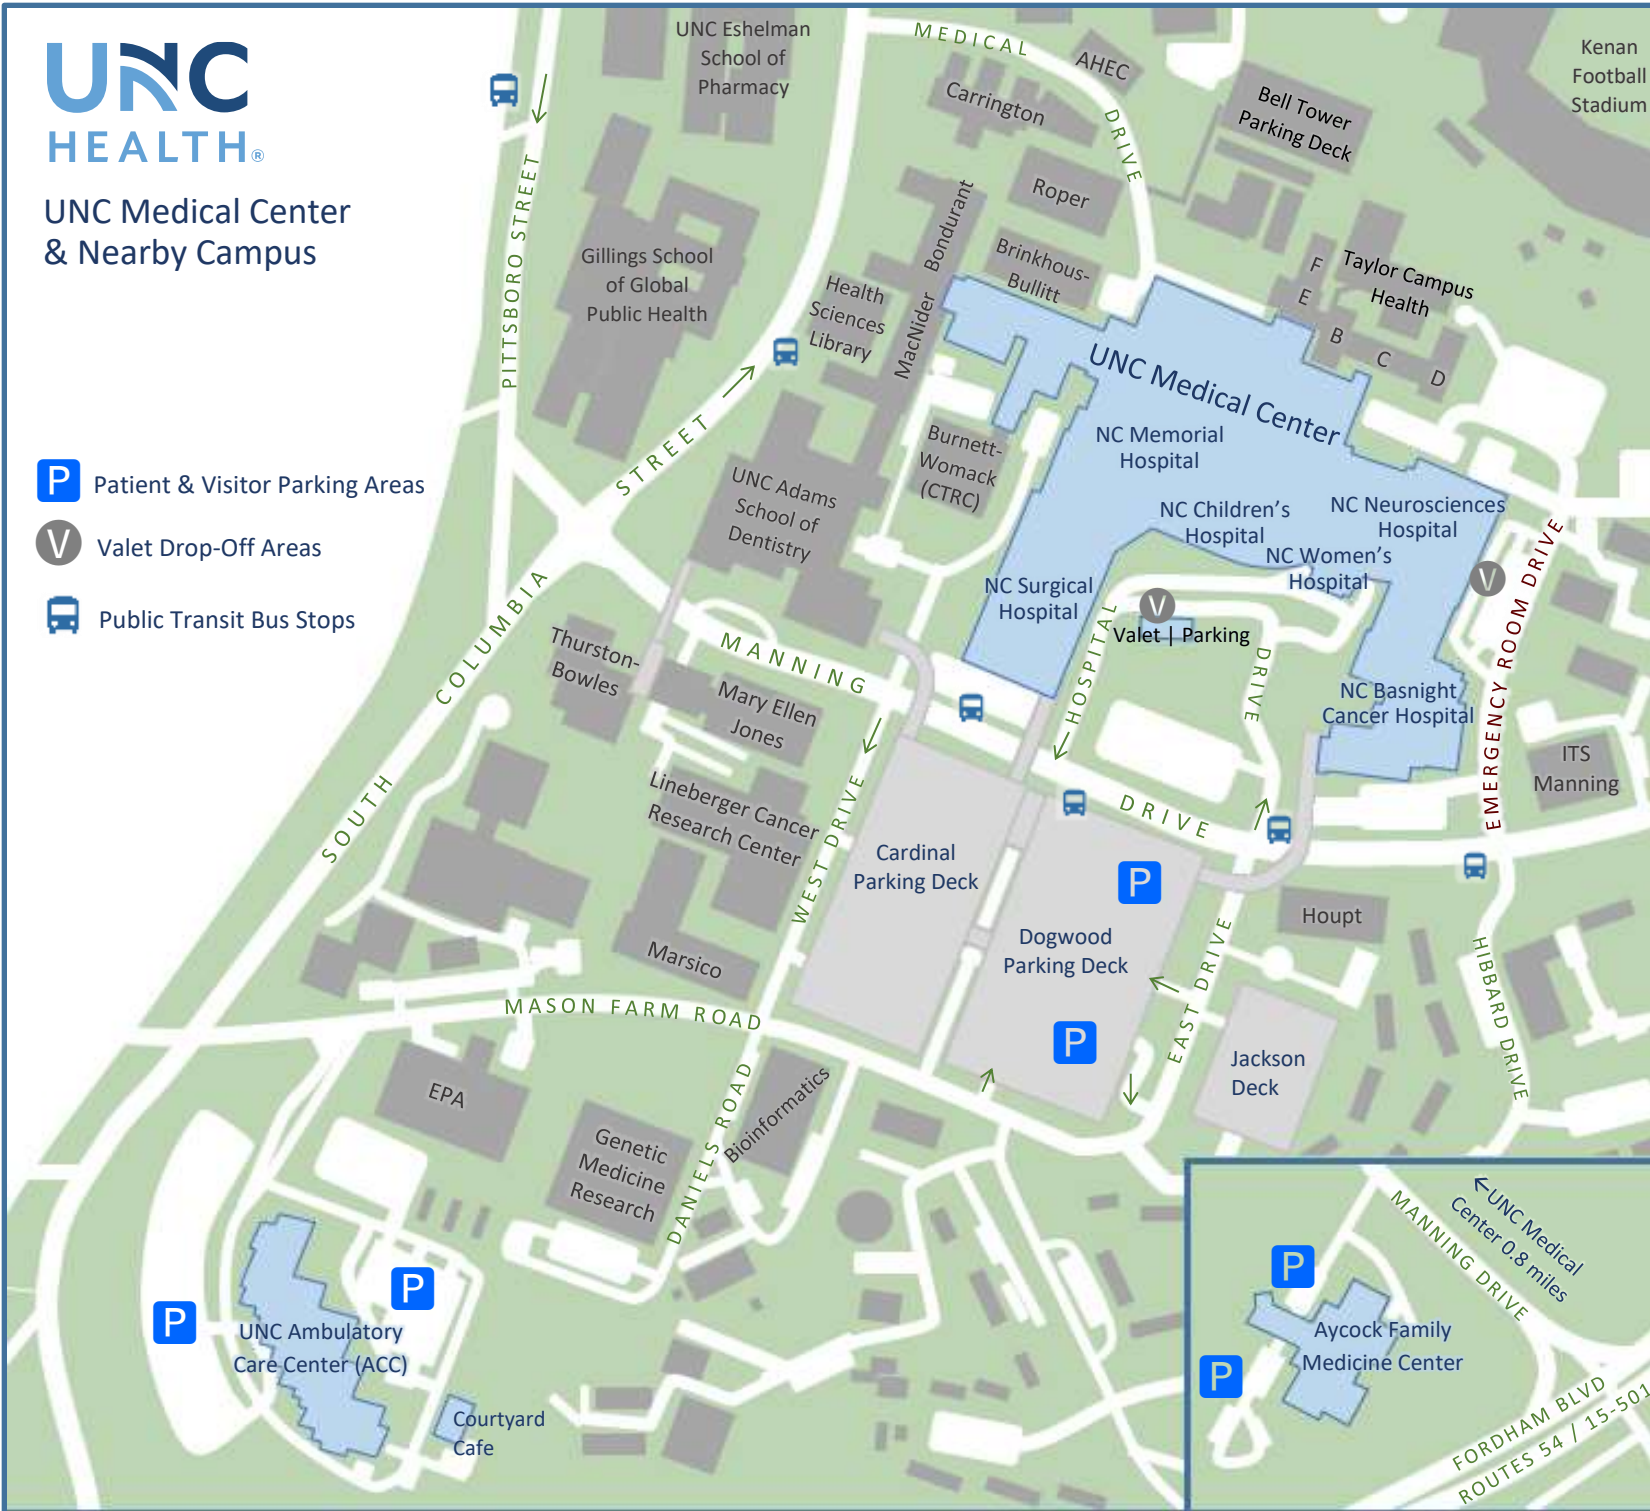 UNC
HEALTH®
UNC Medical Center
& Nearby Campus
P Patient & Visitor Parking Areas
V Valet Drop-Off Areas
Public Transit Bus Stops
UNC Eshelman
School of
Pharmacy
MEDICAL
DRIVE
AHEC
Carrington
Bell Tower
Parking Deck
Kenan
Football
Stadium
PITTSBORO STREET
Gillings School
of Global
Public Health
Health
Sciences
Library
MacNider
Bondurant
Roper
Brinkhous-
Bullitt
F
E
B
C
D
Taylor Campus
Health
UNC Medical Center
NC Memorial
Hospital
NC Children's
Hospital
NC Neurosciences
Hospital
NC Women's
Hospital
NC Surgical
Hospital
NC Basnight
Cancer Hospital
Burnett-
Womack
(CTRC)
UNC Adams
School of
Dentistry
SOUTH
COLUMBIA
STREET
V
Valet | Parking
V
HOSPITAL
DRIVE
EMERGENCY ROOM DRIVE
ITS
Manning
Thurston-
Bowles
MANNING
DRIVE
Mary Ellen
Jones
Lineberger Cancer
Research Center
WEST DRIVE
Marsico
Cardinal
Parking Deck
P
Dogwood
Parking Deck
P
Houpt
EAST DRIVE
Jackson
Deck
HIBBARD DRIVE
MASON FARM ROAD
EPA
Genetic
Medicine
Research
DANIELS ROAD
Bioinformatics
P
P
UNC Ambulatory
Care Center (ACC)
Courtyard
Cafe
←UNC Medical
Center 0.8 miles
MANNING DRIVE
P
P
Aycock Family
Medicine Center
FORDHAM BLVD
ROUTES 54 / 15-501